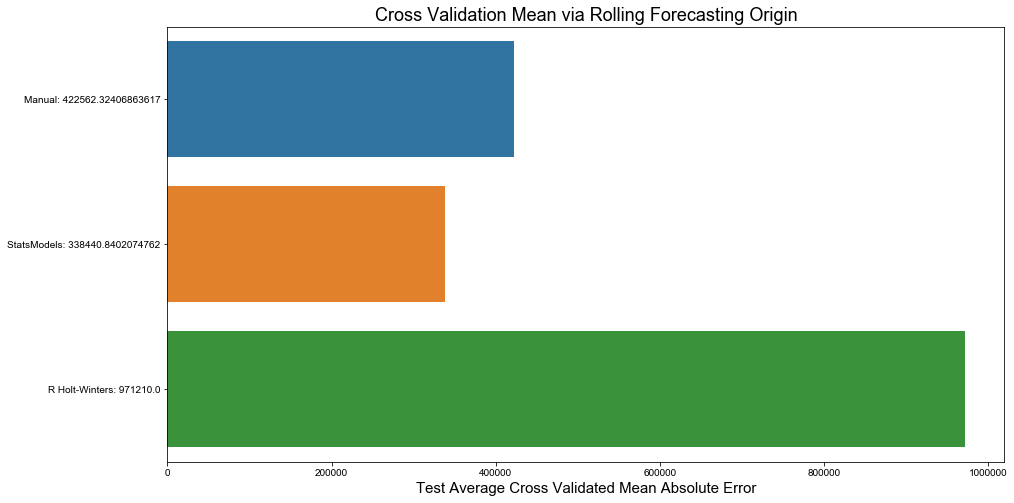 Cross Validation Mean via Rolling Forecasting Origin
Manual: 422562.32406863617
StatsModels: 338440.8402074762
R Holt-Winters: 971210.0
0 200000 400000 600000 800000 1000000
Test Average Cross Validated Mean Absolute Error